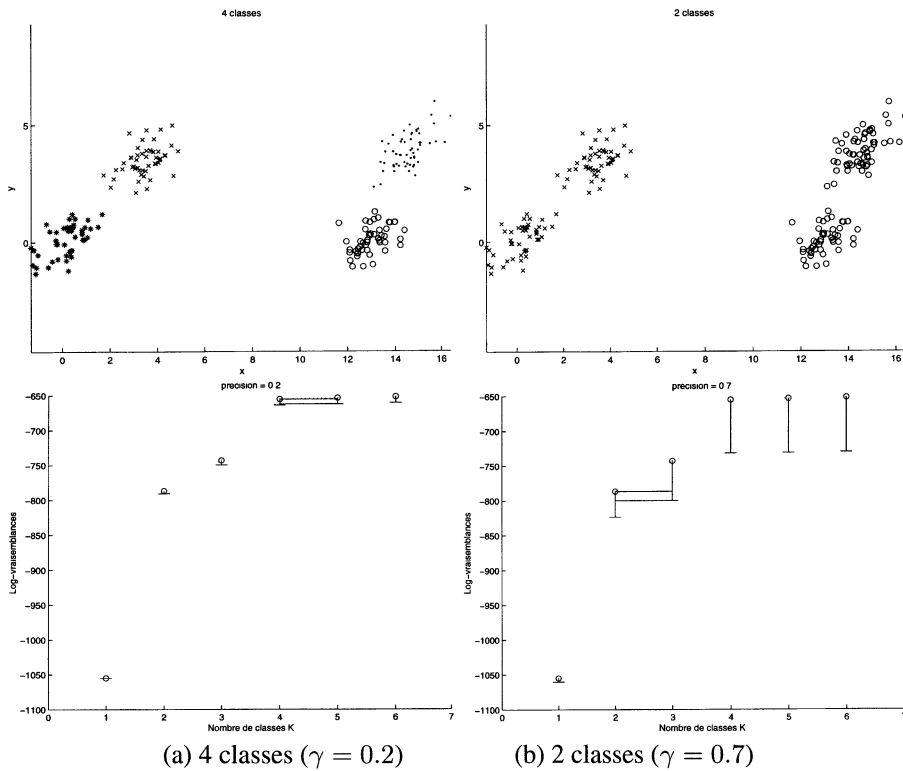 4 classes
2 classes
y
5
0
0 2 4 6 8 10 12 14 16
x
y
5
0
0 2 4 6 8 10 12 14 16
x
precision = 0 2
Log-vraisemblances
-650
-700
-750
-800
-850
-900
-950
-1000
-1050
-1100
0 1 2 3 4 5 6 7
Nombre de classes K
precision = 0 7
Log-vraisemblances
-650
-700
-750
-800
-850
-900
-950
-1000
-1050
-1100
0 1 2 3 4 5 6 7
Nombre de classes K
(a) 4 classes (γ = 0.2)
(b) 2 classes (γ = 0.7)